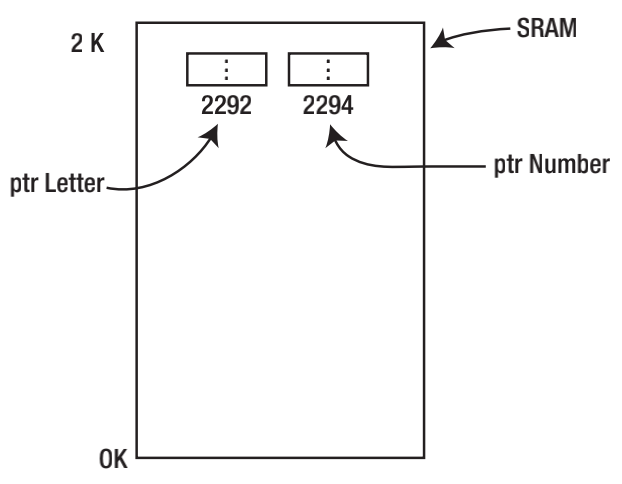 SRAM
2 K
2292 2294
ptr Letter
ptr Number
0K